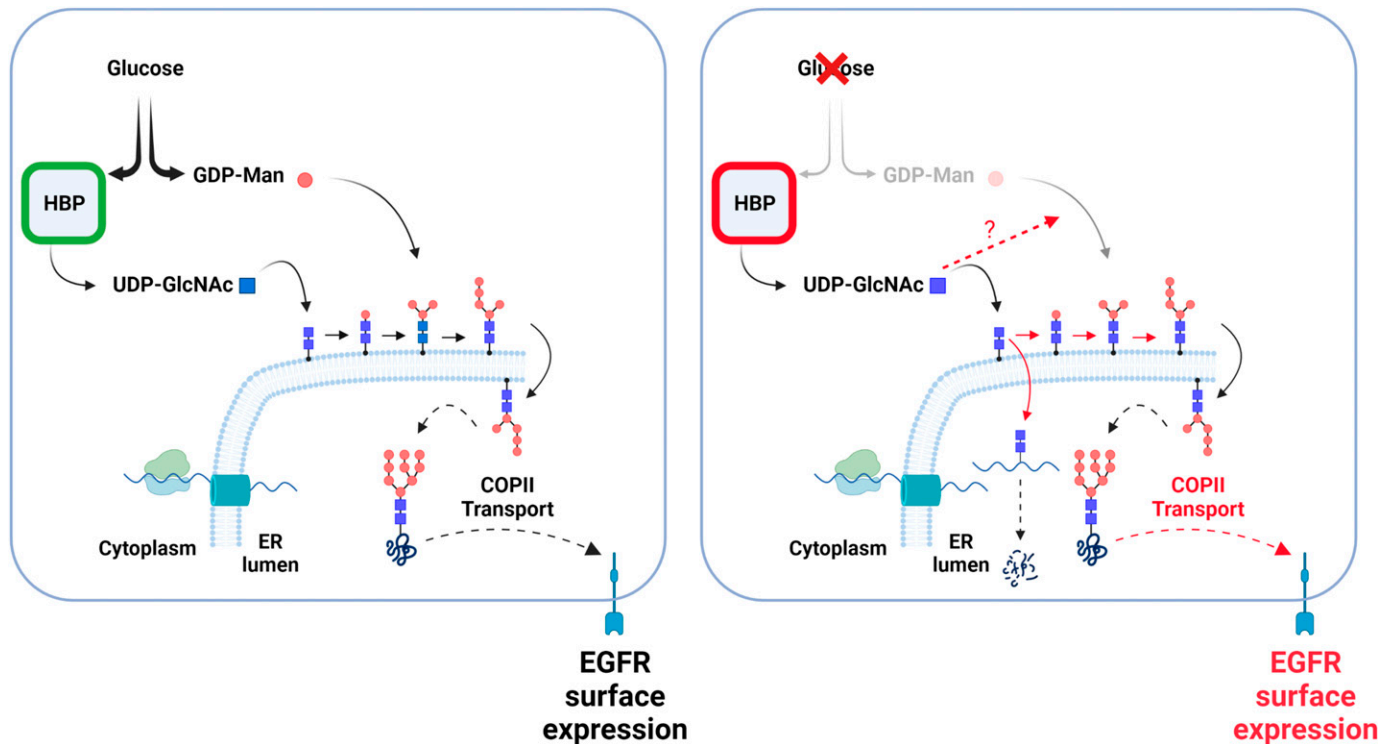 Glucose
GDP-Man
HBP
UDP-GlcNAc
COPII
Transport
Cytoplasm
ER
lumen
EGFR
surface
expression
Glucose
GDP-Man
HBP
?
UDP-GlcNAc
COPII
Transport
Cytoplasm
ER
lumen
EGFR
surface
expression